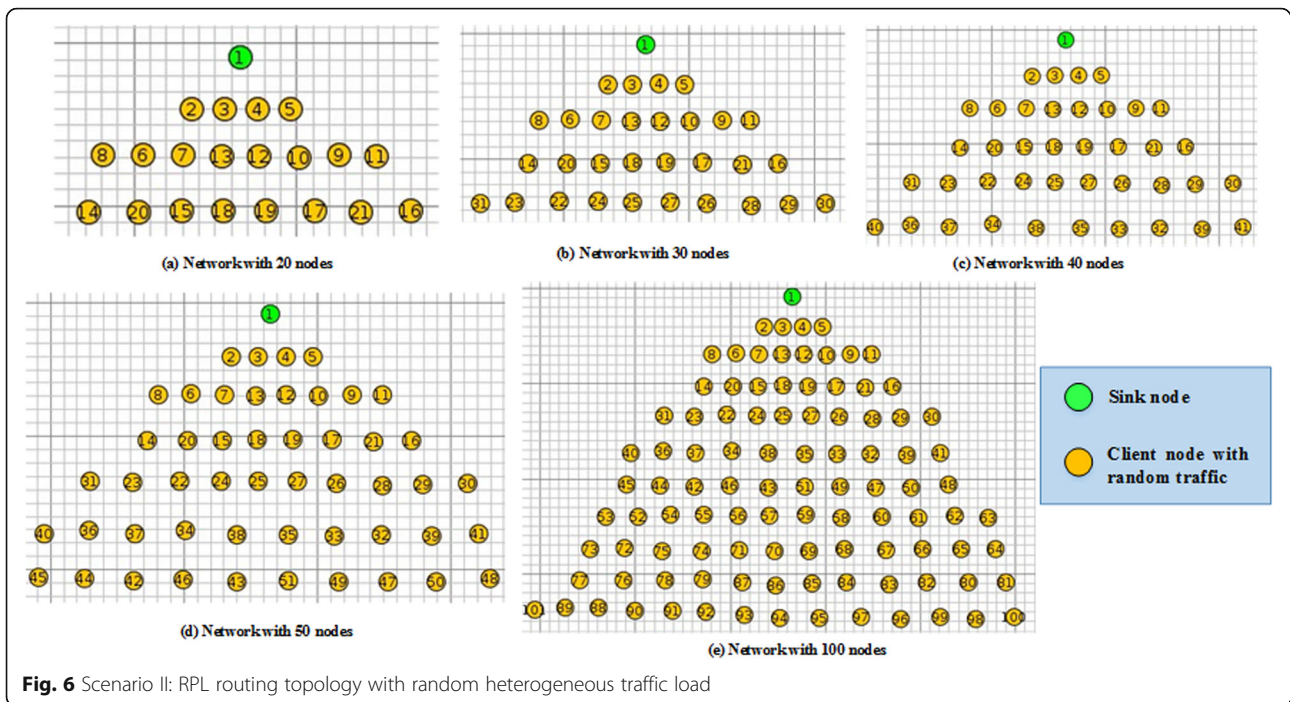 1
2 3 4 5
8 6 7 13 12 10 9 11
14 20 15 18 19 17 21 16
(a) Network with 20 nodes
1
2 3 4 5
8 6 7 13 12 10 9 11
14 20 15 18 19 17 21 16
31 23 22 24 25 27 26 28 29 30
(b) Network with 30 nodes
1
2 3 4 5
8 6 7 13 12 10 9 11
14 20 15 18 19 17 21 16
31 23 22 24 25 27 26 28 29 30
40 36 37 34 38 35 33 32 39 41
(c) Network with 40 nodes
1
2 3 4 5
8 6 7 13 12 10 9 11
14 20 15 18 19 17 21 16
31 23 22 24 25 27 26 28 29 30
40 36 37 34 38 35 33 32 39 41
45 44 42 46 43 51 49 47 50 48
(d) Network with 50 nodes
1
2 3 4 5
8 6 7 13 12 10 9 11
14 20 15 18 19 17 21 16
31 23 22 24 25 27 26 28 29 30
40 36 37 34 38 35 33 32 39 41
45 44 42 46 43 51 49 47 50 48
53 52 54 55 56 57 59 58 60 61 62 63
73 72 75 74 71 70 69 68 67 66 65 64
77 76 78 79 87 86 85 84 83 82 80 81
101 89 88 90 91 92 93 94 95 97 96 99 98 100
(e) Network with 100 nodes
Sink node
Client node with
random traffic
Fig. 6 Scenario II: RPL routing topology with random heterogeneous traffic load